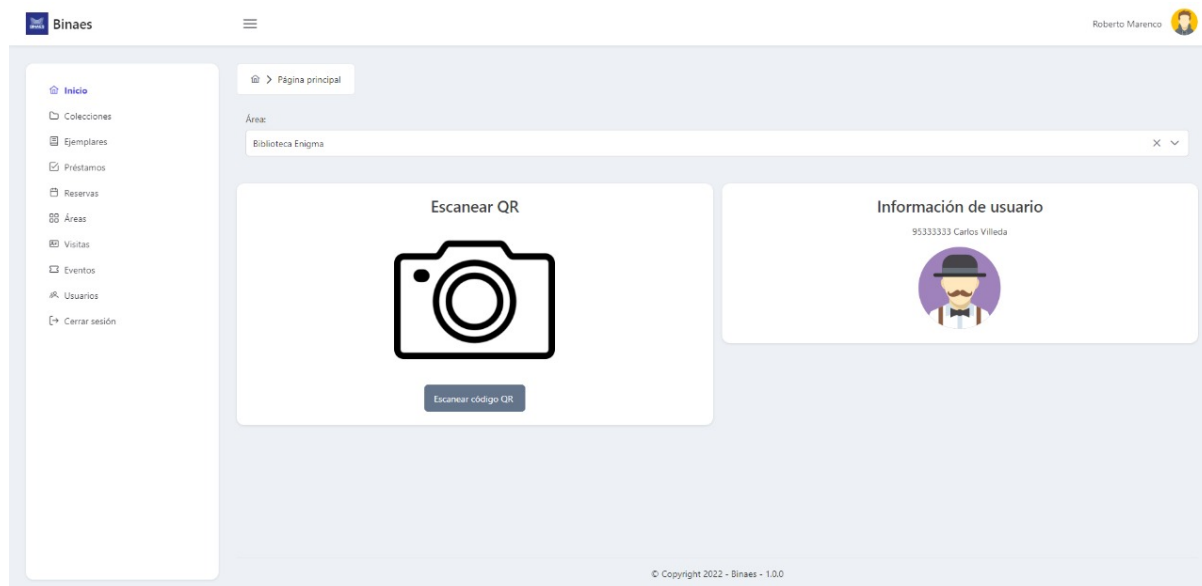 Binaes
Roberto Marenco
Inicio
Colecciones
Ejemplares
Préstamos
Reservas
Áreas
Visitas
Eventos
Usuarios
Cerrar sesión
Página principal
Área:
Biblioteca Enigma
Escanear QR
Escanear código QR
Información de usuario
95333333 Carlos Villeda
© Copyright 2022 - Binaes - 1.0.0